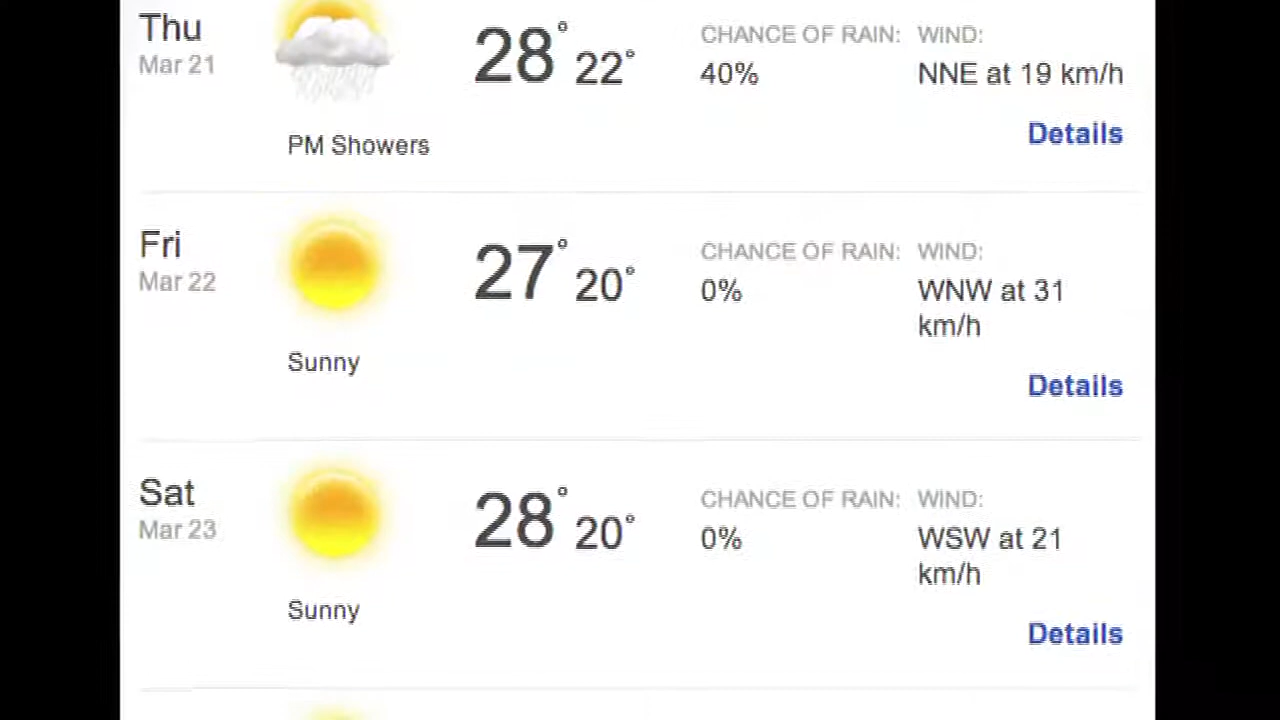 Thu
Mar 21
PM Showers
28° 22°
CHANCE OF RAIN:
40%
WIND:
NNE at 19 km/h
Details
Fri
Mar 22
Sunny
27° 20°
CHANCE OF RAIN:
0%
WIND:
WNW at 31
km/h
Details
Sat
Mar 23
Sunny
28° 20°
CHANCE OF RAIN:
0%
WIND:
WSW at 21
km/h
Details